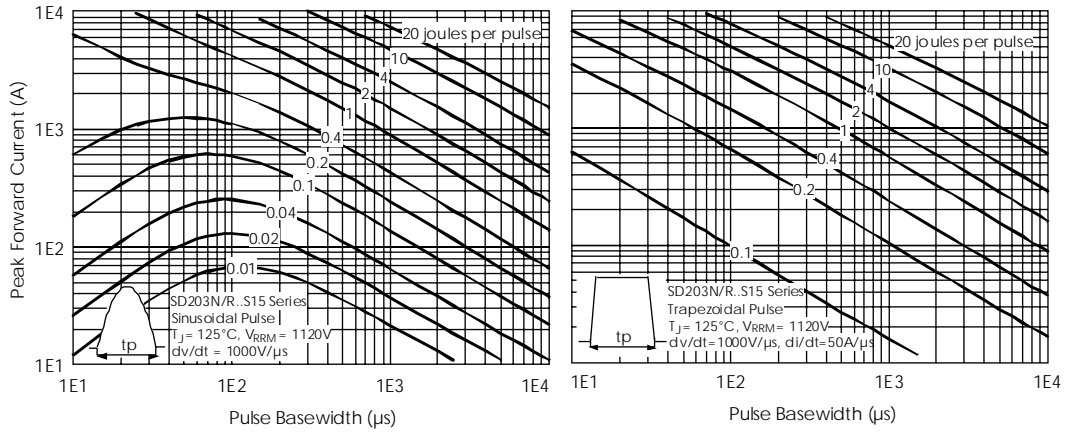 Peak Forward Current (A)
1E4
1E3
1E2
1E1
20 joules per pulse
10
4
2
1
0.4
0.2
0.1
0.04
0.02
0.01
tp
SD203N/R..S15 Series
Sinusoidal Pulse
TJ= 125°C, VRRM= 1120V
dv/dt = 1000V/µs
1E1 1E2 1E3 1E4
Pulse Basewidth (µs)
20 joules per pulse
10
4
2
1
0.4
0.2
0.1
tp
SD203N/R..S15 Series
Trapezoidal Pulse
TJ= 125°C, VRRM= 1120V
dv/dt=1000V/µs, di/dt=50A/µs
1E1 1E2 1E3 1E4
Pulse Basewidth (µs)